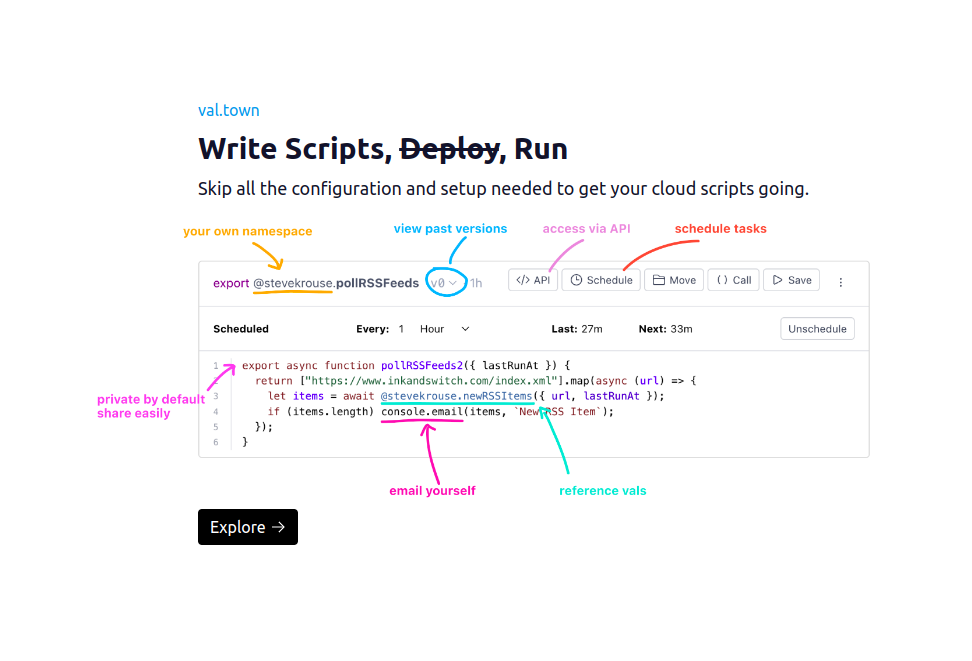 val.town
Write Scripts, Deploy, Run
Skip all the configuration and setup needed to get your cloud scripts going.
your own namespace
view past versions
access via API
schedule tasks
export @stevekrouse.pollRSSFeeds v0 1h
</> API
Schedule
Move
() Call
Save
Scheduled
Every: 1 Hour
Last: 27m
Next: 33m
Unschedule
1 export async function pollRSSFeeds2({ lastRunAt }) {
return ["https://www.inkandswitch.com/index.xml"].map(async (url) => {
3 let items = await @stevekrouse.newRSSItems({ url, lastRunAt });
4 if (items.length) console.email(items, `New RSS Item`);
5 });
6 }
private by default
share easily
email yourself
reference vals
Explore →